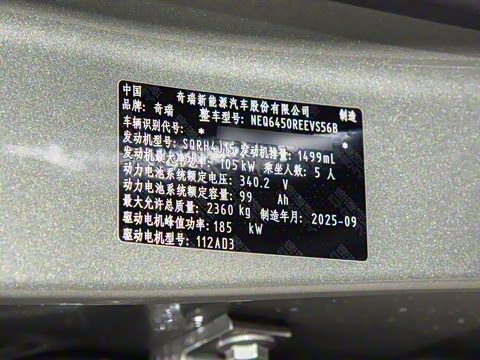 中国 奇瑞新能源汽车股份有限公司 制造
品牌: 奇瑞 整车型号: NEQ6450REEVS56B
车辆识别代号: * *
发动机型号: SQRH4J15 发动机排量: 1499mL
发动机最大净功率: 105 kW 乘坐人数: 5 人
动力电池系统额定电压: 340.2 V
动力电池系统额定容量: 99 Ah
最大允许总质量: 2360 kg 制造年月: 2025-09
驱动电机峰值功率: 185 kW
驱动电机型号: 112A03